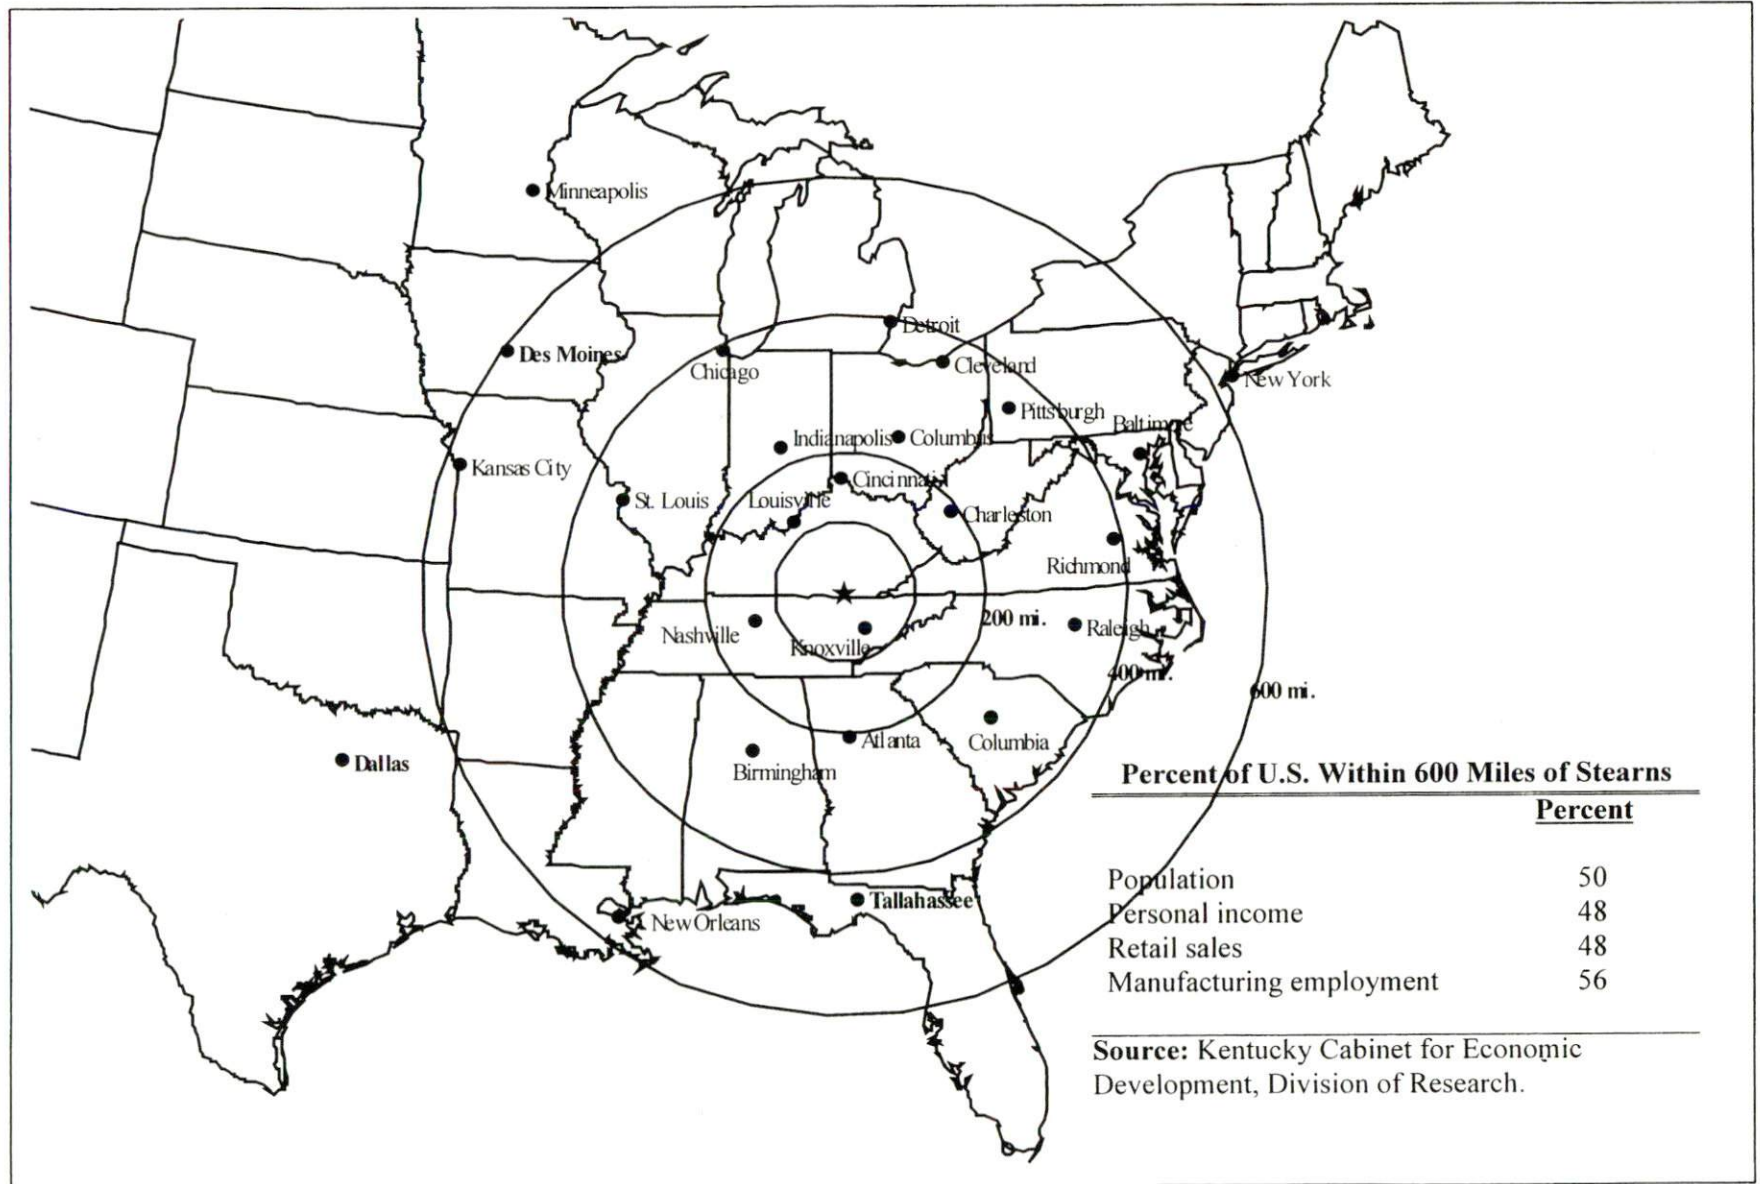 Minneapolis
Detroit
Des Moines
Chicago
Cleveland
New York
Pittsburgh
Baltimore
Indianapolis
Columbus
Kansas City
Cincinnati
St. Louis
Louisville
Charleston
Richmond
200 mi.
Nashville
Knoxville
Raleigh
400 mi.
600 mi.
Atlanta
Columbia
Dallas
Birmingham
Percent of U.S. Within 600 Miles of Stearns
Percent
Population 50
Tallahassee
Personal income 48
New Orleans
Retail sales 48
Manufacturing employment 56
Source: Kentucky Cabinet for Economic
Development, Division of Research.